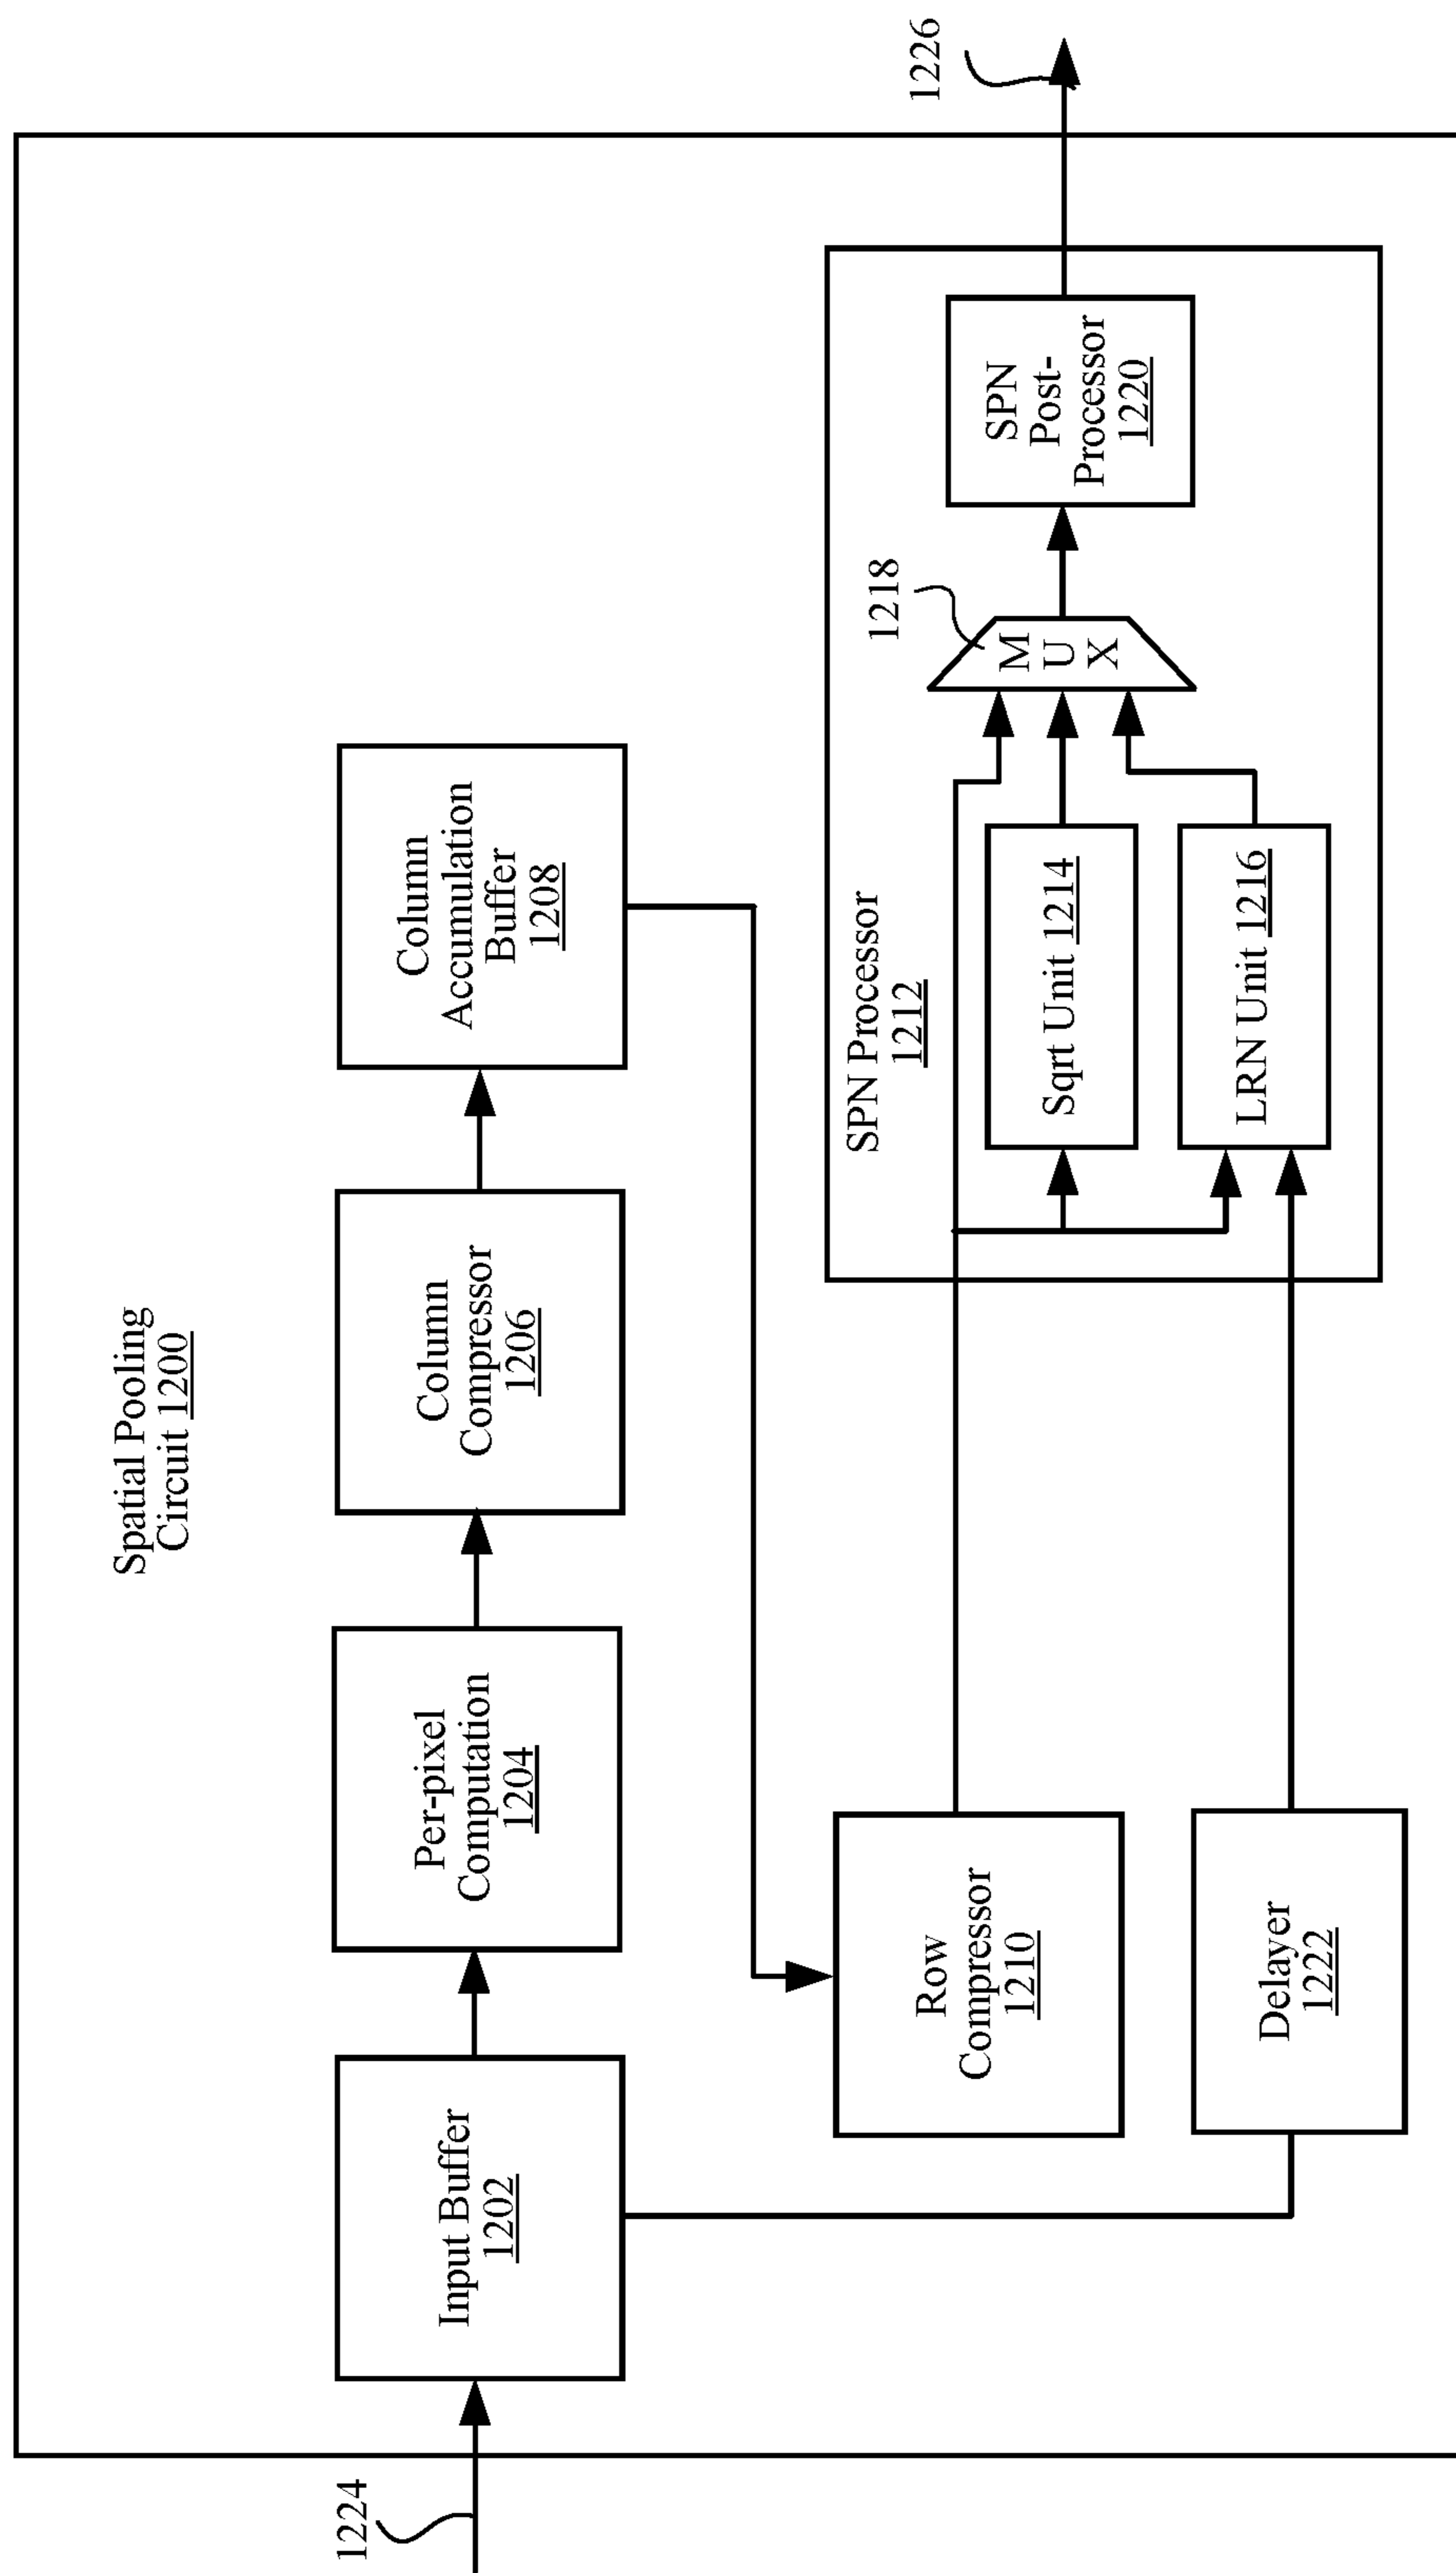 Spatial Pooling
Circuit 1200
1224
Input Buffer
1202
Per-pixel
Computation
1204
Column
Compressor
1206
Column
Accumulation
Buffer
1208
Row
Compressor
1210
Delayer
1222
SPN Processor
1212
Sqrt Unit 1214
LRN Unit 1216
1218
M
U
X
SPN
Post-
Processor
1220
1226